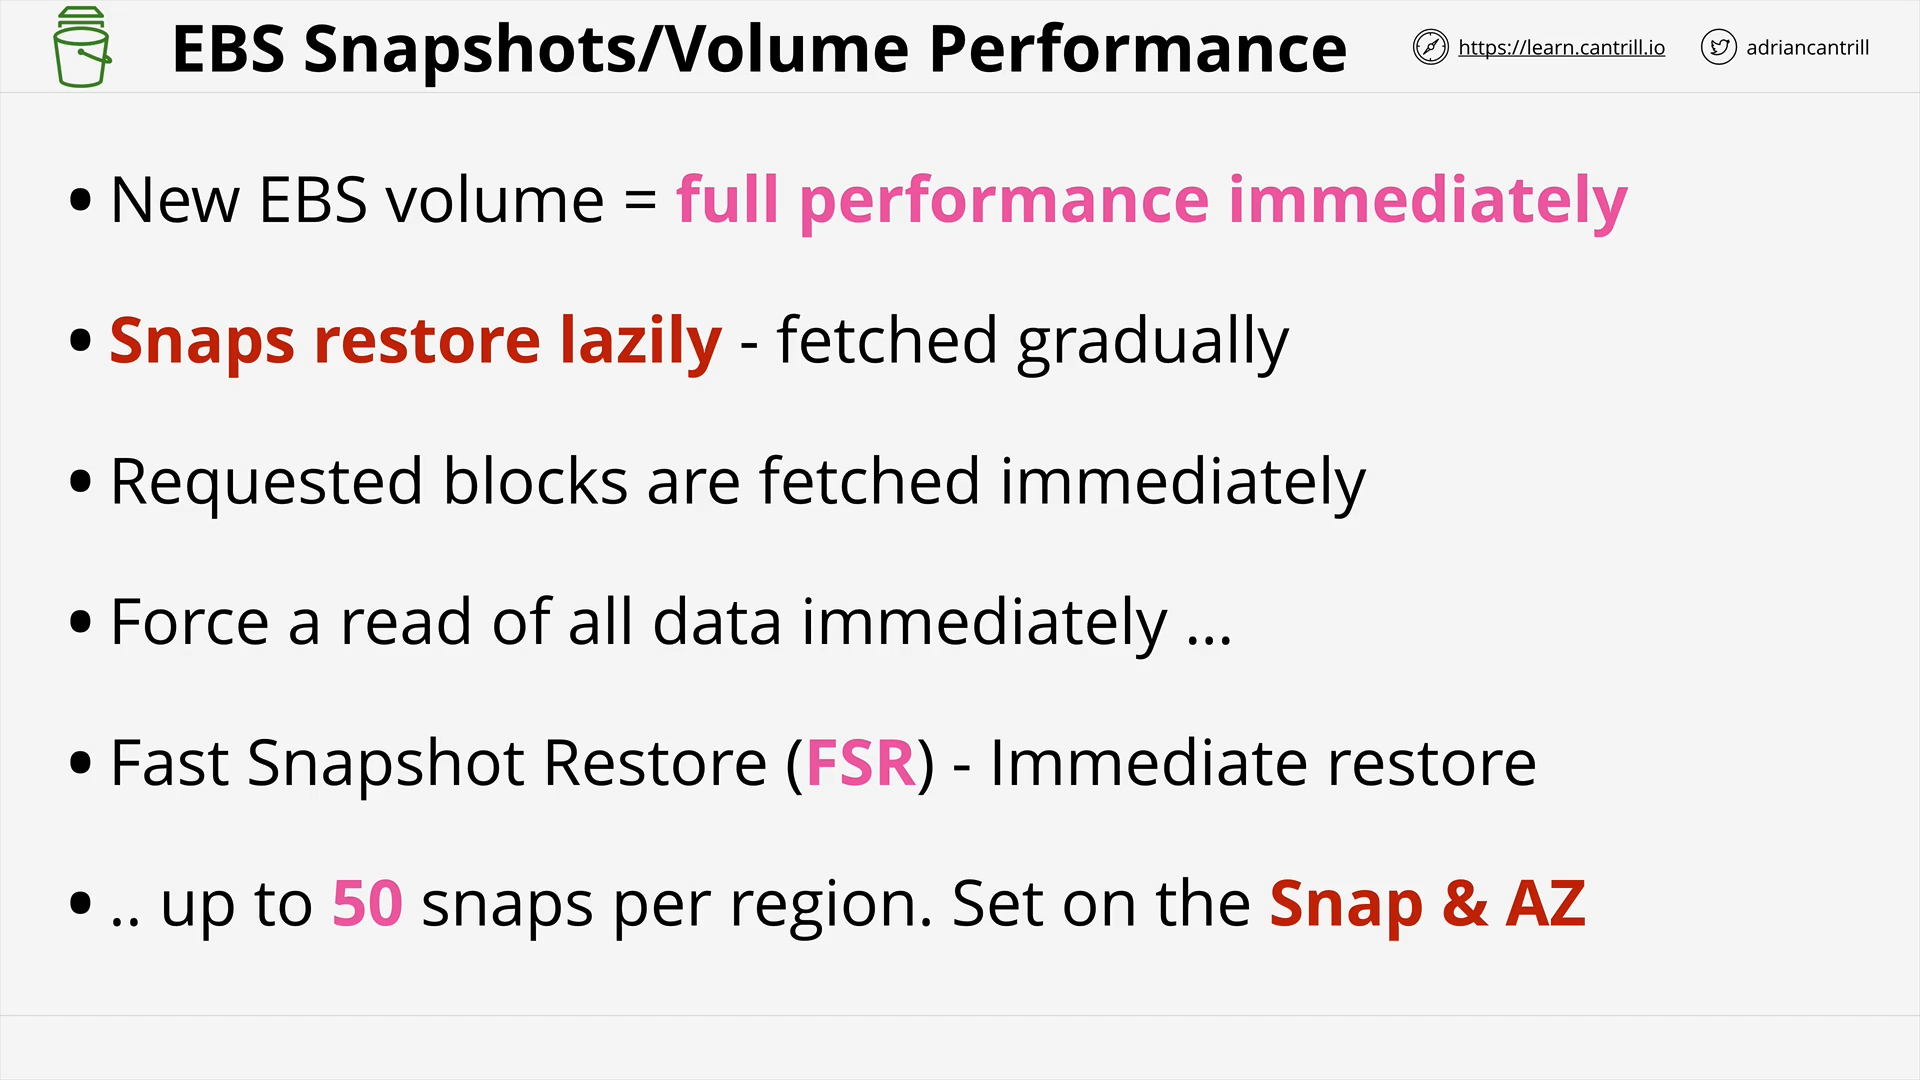 EBS Snapshots/Volume Performance
https://learn.cantrill.io
adriancantrill
• New EBS volume = full performance immediately
• Snaps restore lazily - fetched gradually
• Requested blocks are fetched immediately
• Force a read of all data immediately ...
• Fast Snapshot Restore (FSR) - Immediate restore
• .. up to 50 snaps per region. Set on the Snap & AZ